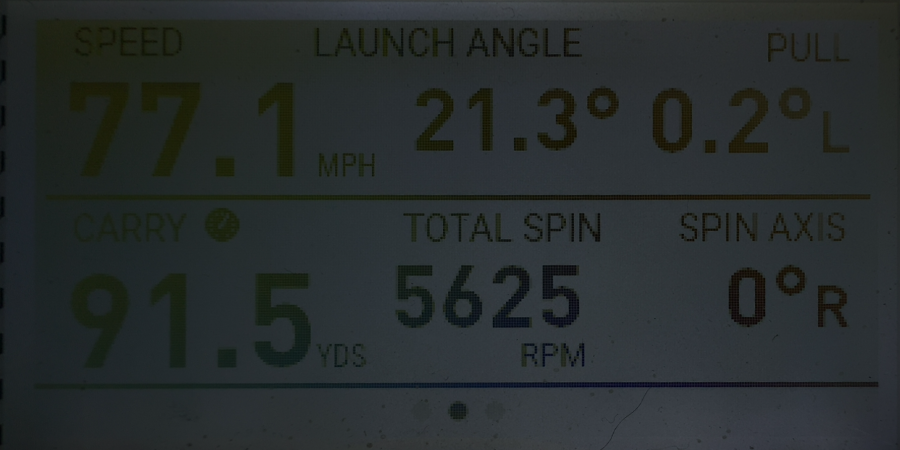 SPEED LAUNCH ANGLE PULL
77.1 MPH 21.3° 0.2° L
CARRY TOTAL SPIN SPIN AXIS
91.5 YDS 5625 RPM 0° R